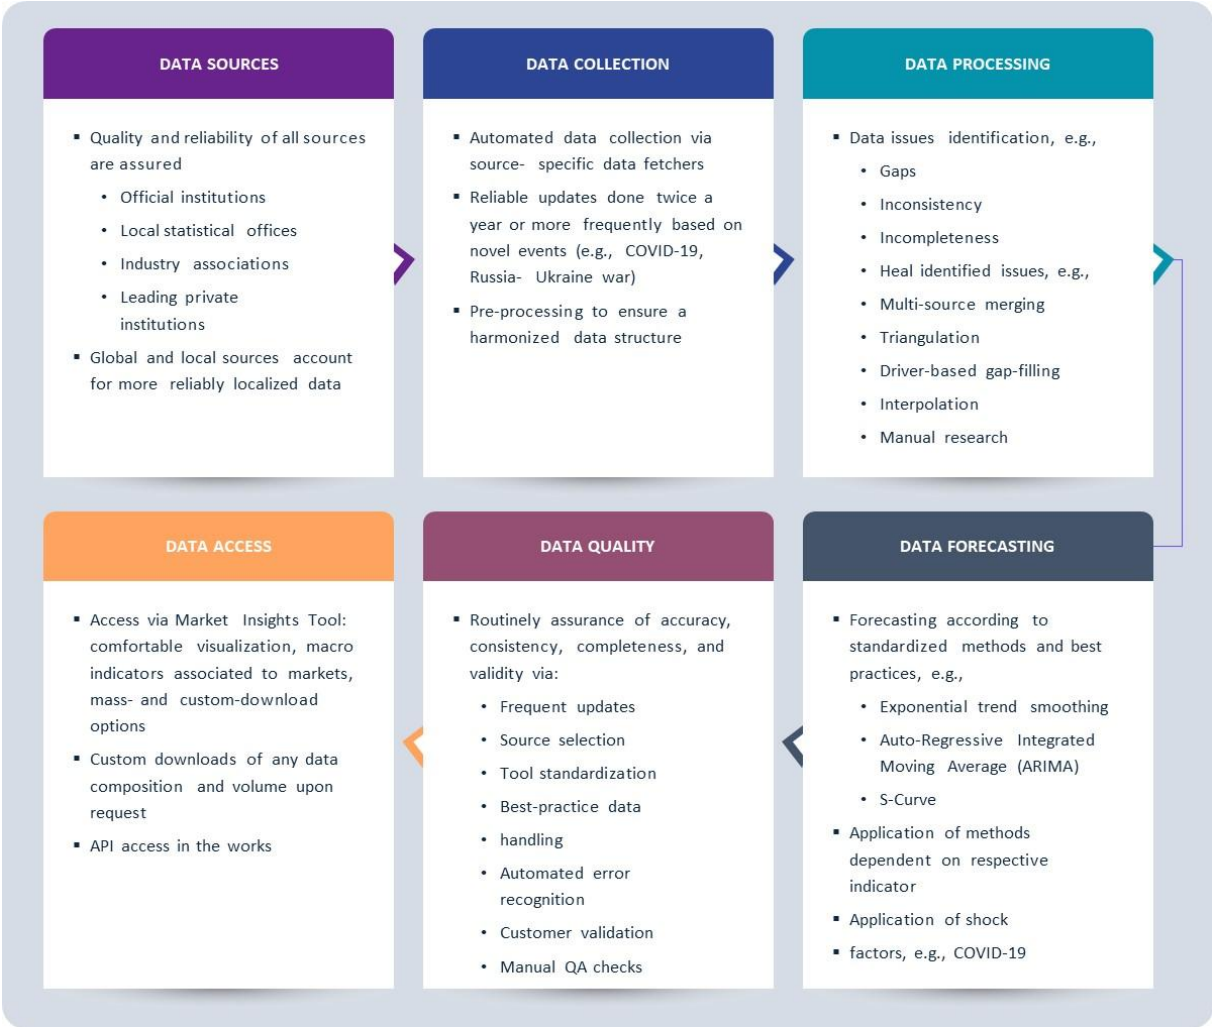 DATA SOURCES
▪ Quality and reliability of all sources
are assured
• Official institutions
• Local statistical offices
• Industry associations
• Leading private
institutions
▪ Global and local sources account
for more reliably localized data
DATA COLLECTION
▪ Automated data collection via
source- specific data fetchers
▪ Reliable updates done twice a
year or more frequently based on
novel events (e.g., COVID-19,
Russia- Ukraine war)
▪ Pre-processing to ensure a
harmonized data structure
DATA PROCESSING
▪ Data issues identification, e.g.,
• Gaps
• Inconsistency
• Incompleteness
• Heal identified issues, e.g.,
• Multi-source merging
• Triangulation
• Driver-based gap-filling
• Interpolation
• Manual research
DATA FORECASTING
▪ Forecasting according to
standardized methods and best
practices, e.g.,
• Exponential trend smoothing
• Auto-Regressive Integrated
Moving Average (ARIMA)
• S-Curve
▪ Application of methods
dependent on respective
indicator
▪ Application of shock
▪ factors, e.g., COVID-19
DATA QUALITY
▪ Routinely assurance of accuracy,
consistency, completeness, and
validity via:
• Frequent updates
• Source selection
• Tool standardization
• Best-practice data
• handling
• Automated error
recognition
• Customer validation
• Manual QA checks
DATA ACCESS
▪ Access via Market Insights Tool:
comfortable visualization, macro
indicators associated to markets,
mass- and custom-download
options
▪ Custom downloads of any data
composition and volume upon
request
▪ API access in the works